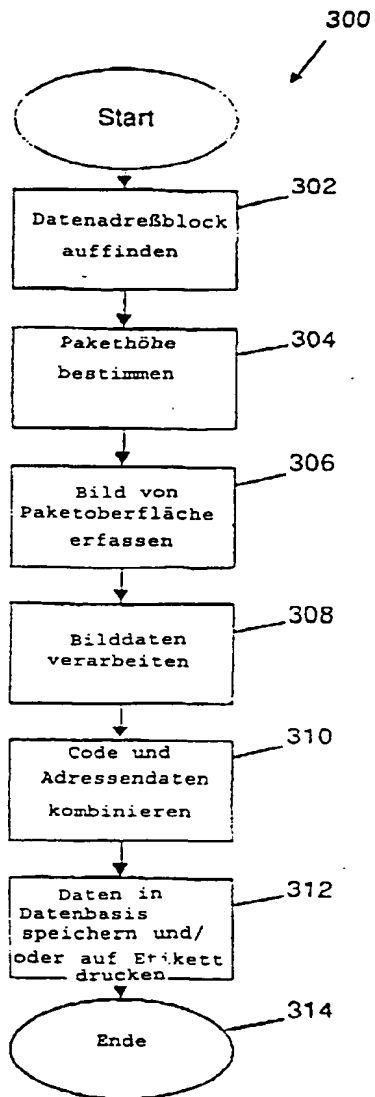 300
Start
302
Datenadreßblock
auffinden
304
Pakethöhe
bestimmen
306
Bild von
Paketoberfläche
erfassen
308
Bilddaten
verarbeiten
310
Code und
Adressendaten
kombinieren
312
Daten in
Datenbasis
speichern und/
oder auf Etikett
drucken
314
Ende